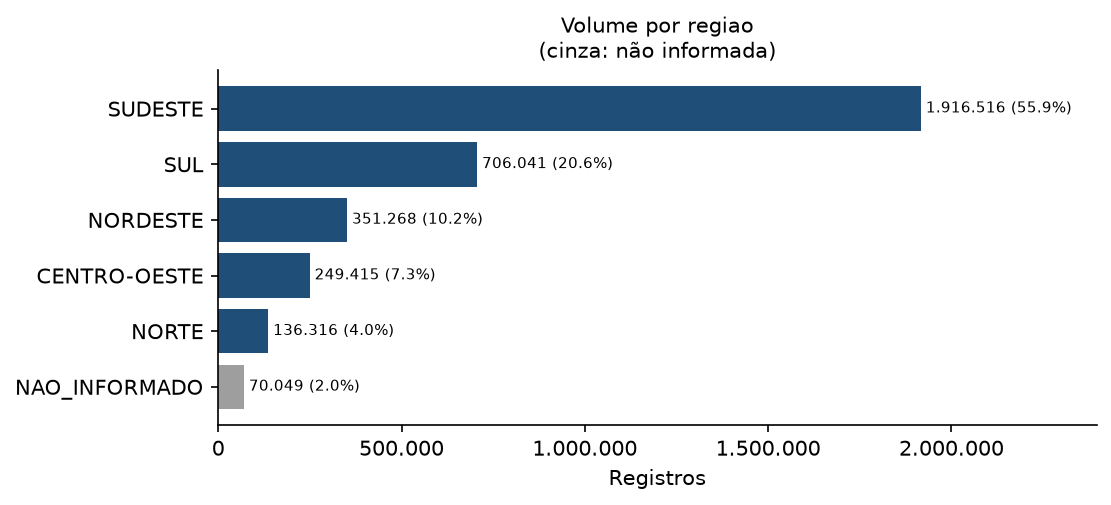 Volume por regiao
(cinza: não informada)
SUDESTE
1.916.516 (55.9%)
SUL
706.041 (20.6%)
NORDESTE
351.268 (10.2%)
CENTRO-OESTE
249.415 (7.3%)
NORTE
136.316 (4.0%)
NAO_INFORMADO
70.049 (2.0%)
0
500.000
1.000.000
1.500.000
2.000.000
Registros